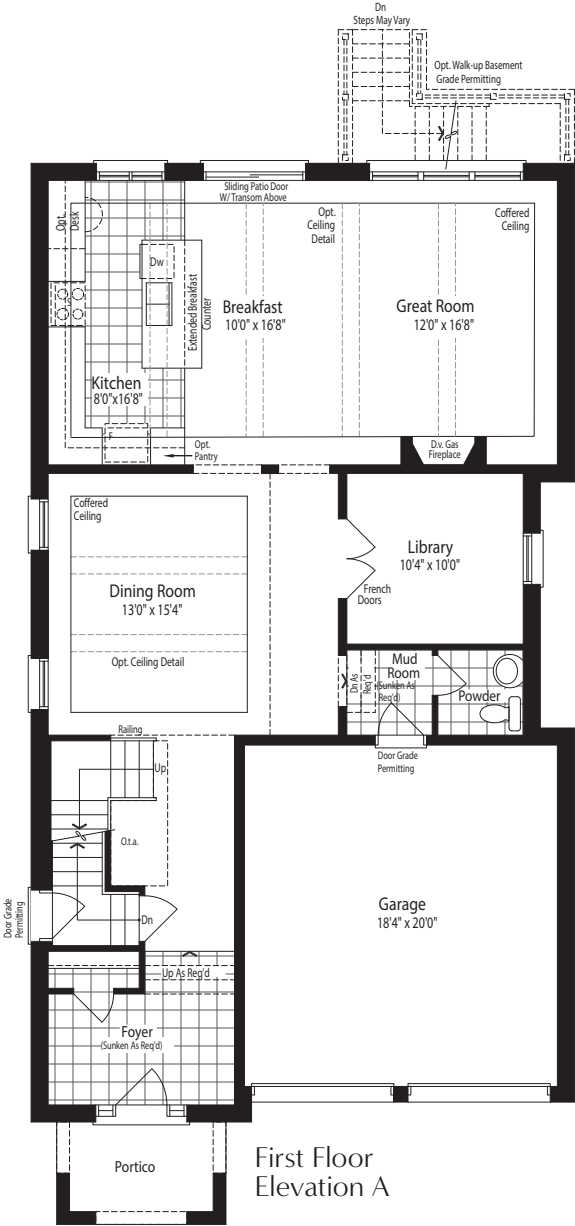 Dn
Steps May Vary
Opt. Walk-up Basement
Grade Permitting
Sliding Patio Door
W/ Transom Above
Opt.
Desk
Opt.
Ceiling
Detail
Coffered
Ceiling
Dw
Extended Breakfast
Counter
Breakfast
10'0" x 16'8"
Great Room
12'0" x 16'8"
Kitchen
8'0"x16'8"
F
Opt.
Pantry
D.v. Gas
Fireplace
Coffered
Ceiling
Library
10'4" x 10'0"
French
Doors
Dining Room
13'0" x 15'4"
Opt. Ceiling Detail
Mud
Room
(Sunken As
Req'd)
Dn As
Req'd
Powder
Railing
Up
Door Grade
Permitting
O.t.a.
Garage
18'4" x 20'0"
Door Grade
Permitting
Dn
Up As Req'd
Foyer
(Sunken As Req'd)
Portico
First Floor
Elevation A